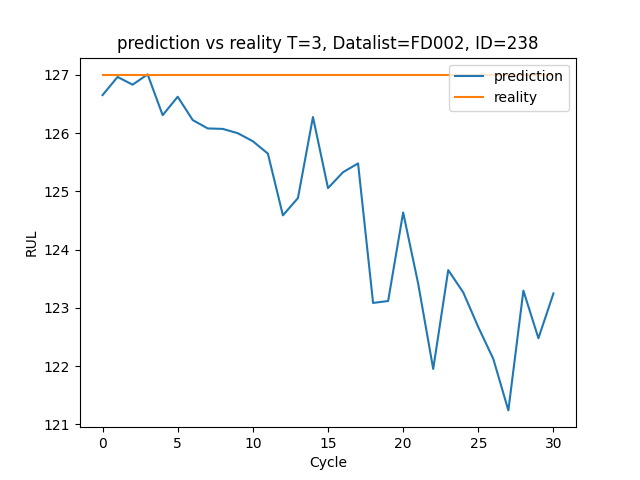 prediction vs reality T=3, Datalist=FD002, ID=238
prediction
reality
127
126
125
124
123
122
121
RUL
0 5 10 15 20 25 30
Cycle